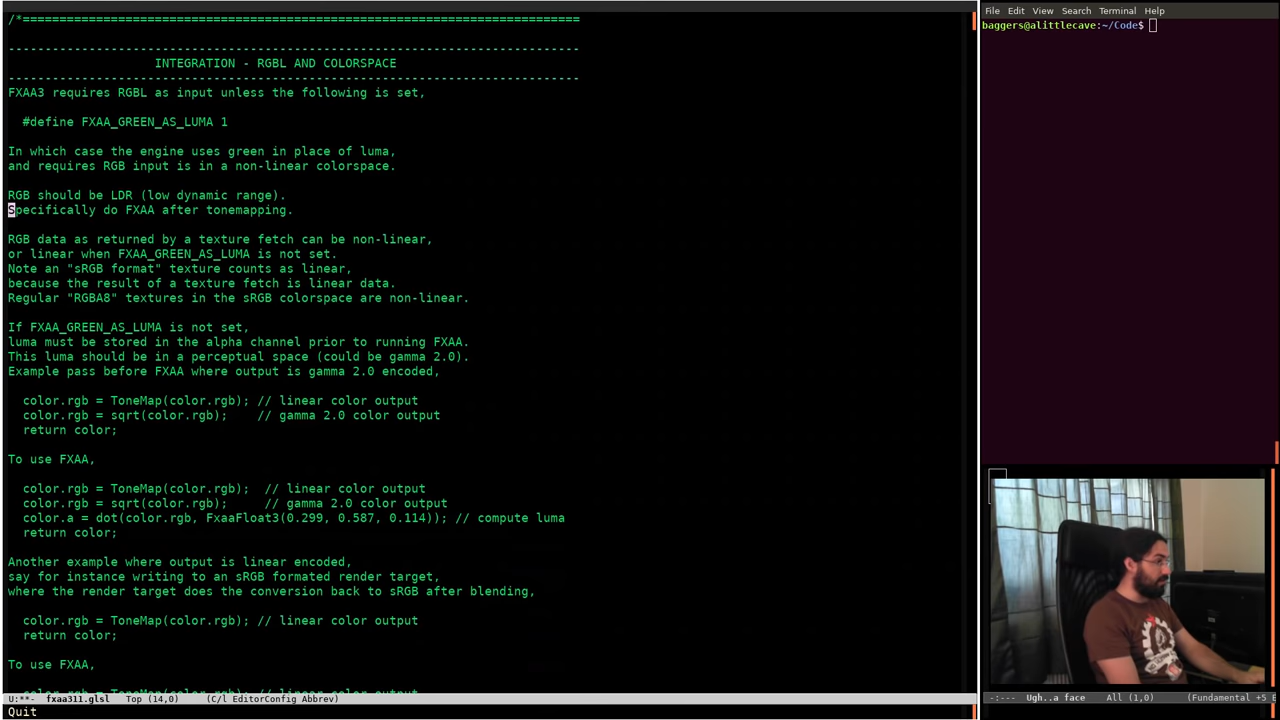 /*============================================================================
------------------------------------------------------------------------------
INTEGRATION - RGBL AND COLORSPACE
------------------------------------------------------------------------------
FXAA3 requires RGBL as input unless the following is set,
#define FXAA_GREEN_AS_LUMA 1
In which case the engine uses green in place of luma,
and requires RGB input is in a non-linear colorspace.
RGB should be LDR (low dynamic range).
Specifically do FXAA after tonemapping.
RGB data as returned by a texture fetch can be non-linear,
or linear when FXAA_GREEN_AS_LUMA is not set.
Note an "sRGB format" texture counts as linear,
because the result of a texture fetch is linear data.
Regular "RGBA8" textures in the sRGB colorspace are non-linear.
If FXAA_GREEN_AS_LUMA is not set,
luma must be stored in the alpha channel prior to running FXAA.
This luma should be in a perceptual space (could be gamma 2.0).
Example pass before FXAA where output is gamma 2.0 encoded,
color.rgb = ToneMap(color.rgb); // linear color output
color.rgb = sqrt(color.rgb);    // gamma 2.0 color output
return color;
To use FXAA,
color.rgb = ToneMap(color.rgb);  // linear color output
color.rgb = sqrt(color.rgb);     // gamma 2.0 color output
color.a = dot(color.rgb, FxaaFloat3(0.299, 0.587, 0.114)); // compute luma
return color;
Another example where output is linear encoded,
say for instance writing to an sRGB formated render target,
where the render target does the conversion back to sRGB after blending,
color.rgb = ToneMap(color.rgb); // linear color output
return color;
To use FXAA,
color.rgb = ToneMap(color.rgb); // linear color output
U:**-  fxaa311.glsl   Top (14,0)     (C/l EditorConfig Abbrev)
Quit
File Edit View Search Terminal Help
baggers@alittlecave:~/Code$
-:---  Ugh..a face   All (1,0)     (Fundamental +5